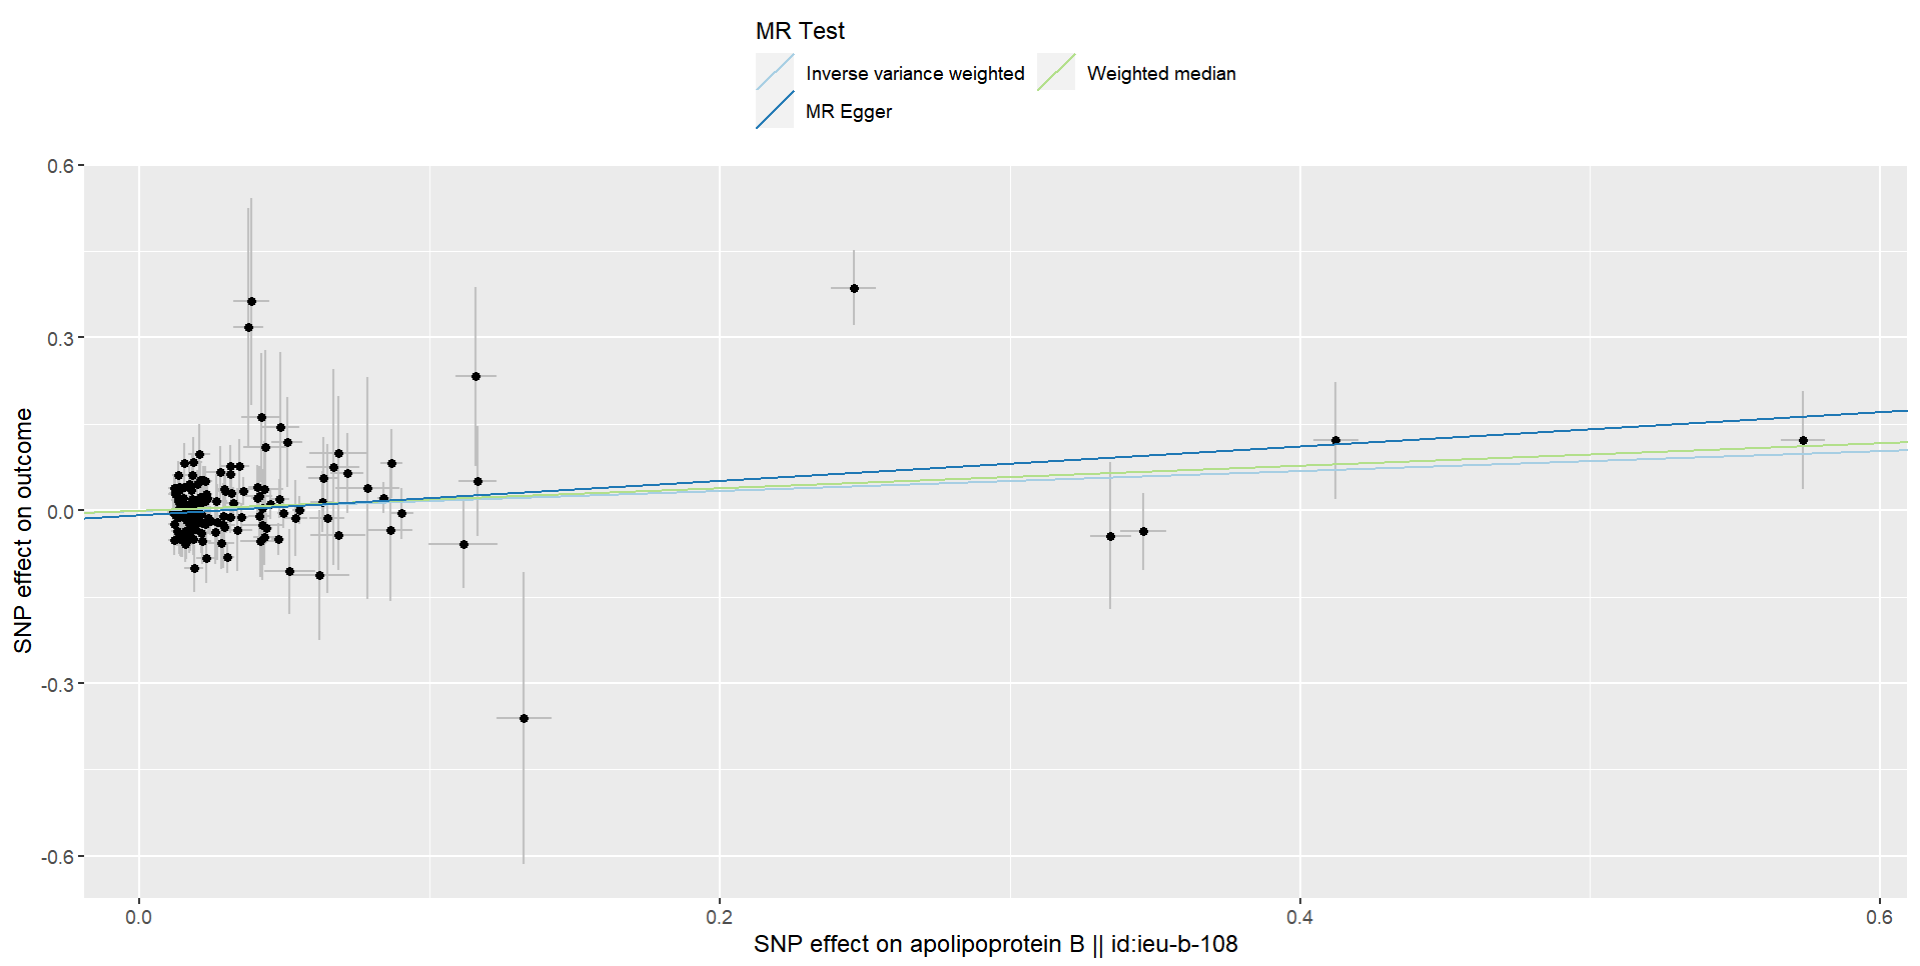 MR Test
Inverse variance weighted
Weighted median
MR Egger
SNP effect on outcome
0.6
0.3
0.0
-0.3
-0.6
0.0
0.2
0.4
0.6
SNP effect on apolipoprotein B || id:ieu-b-108